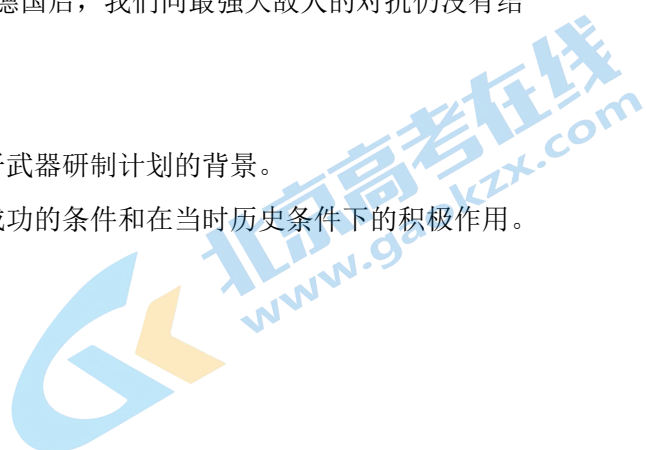 德国后，我们同最强大敌人的对抗仍没有结
武器研制计划的背景。
成功的条件和在当时历史条件下的积极作用。
北京高考在线
www.gaokzx.com